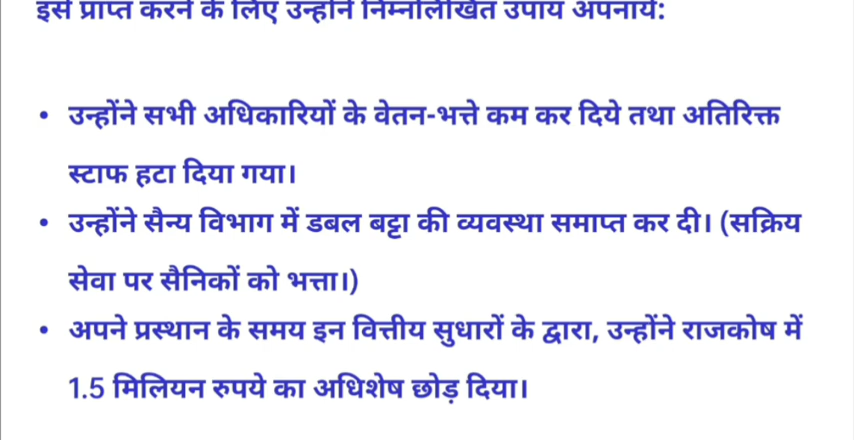 इसे प्राप्त करने के लिए उन्होंने निम्नलिखित उपाय अपनाये:
• उन्होंने सभी अधिकारियों के वेतन-भत्ते कम कर दिये तथा अतिरिक्त
स्टाफ हटा दिया गया।
• उन्होंने सैन्य विभाग में डबल बट्टा की व्यवस्था समाप्त कर दी। (सक्रिय
सेवा पर सैनिकों को भत्ता।)
• अपने प्रस्थान के समय इन वित्तीय सुधारों के द्वारा, उन्होंने राजकोष में
1.5 मिलियन रुपये का अधिशेष छोड़ दिया।